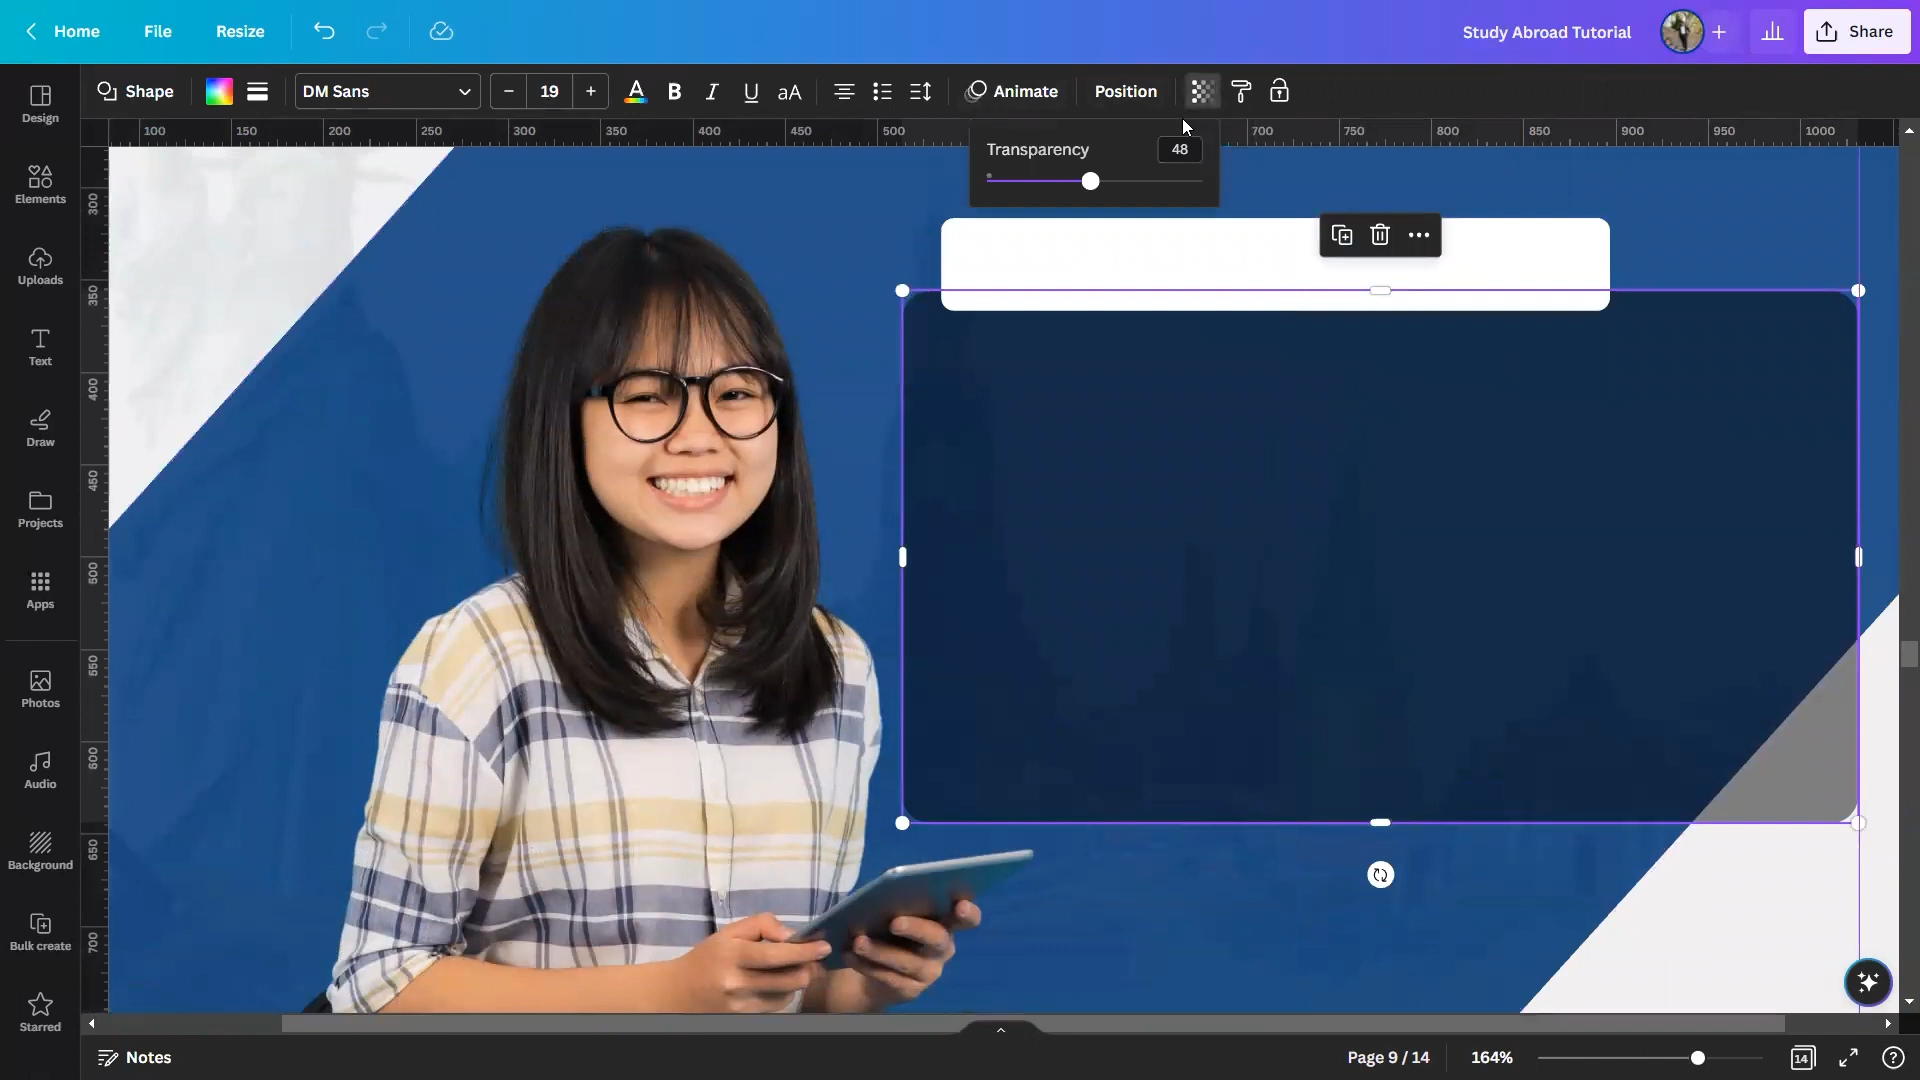 Home File Resize Study Abroad Tutorial + Share
Shape DM Sans − 19 + A B I U aA Animate Position
100 150 200 250 300 350 400 450 500 700 750 800 850 900 950 1000
Transparency 48
Design
Elements
Uploads
Text
Draw
Projects
Apps
Photos
Audio
Background
Bulk create
Starred
300
350
400
450
500
550
600
650
700
Notes Page 9 / 14 164% 14 ?